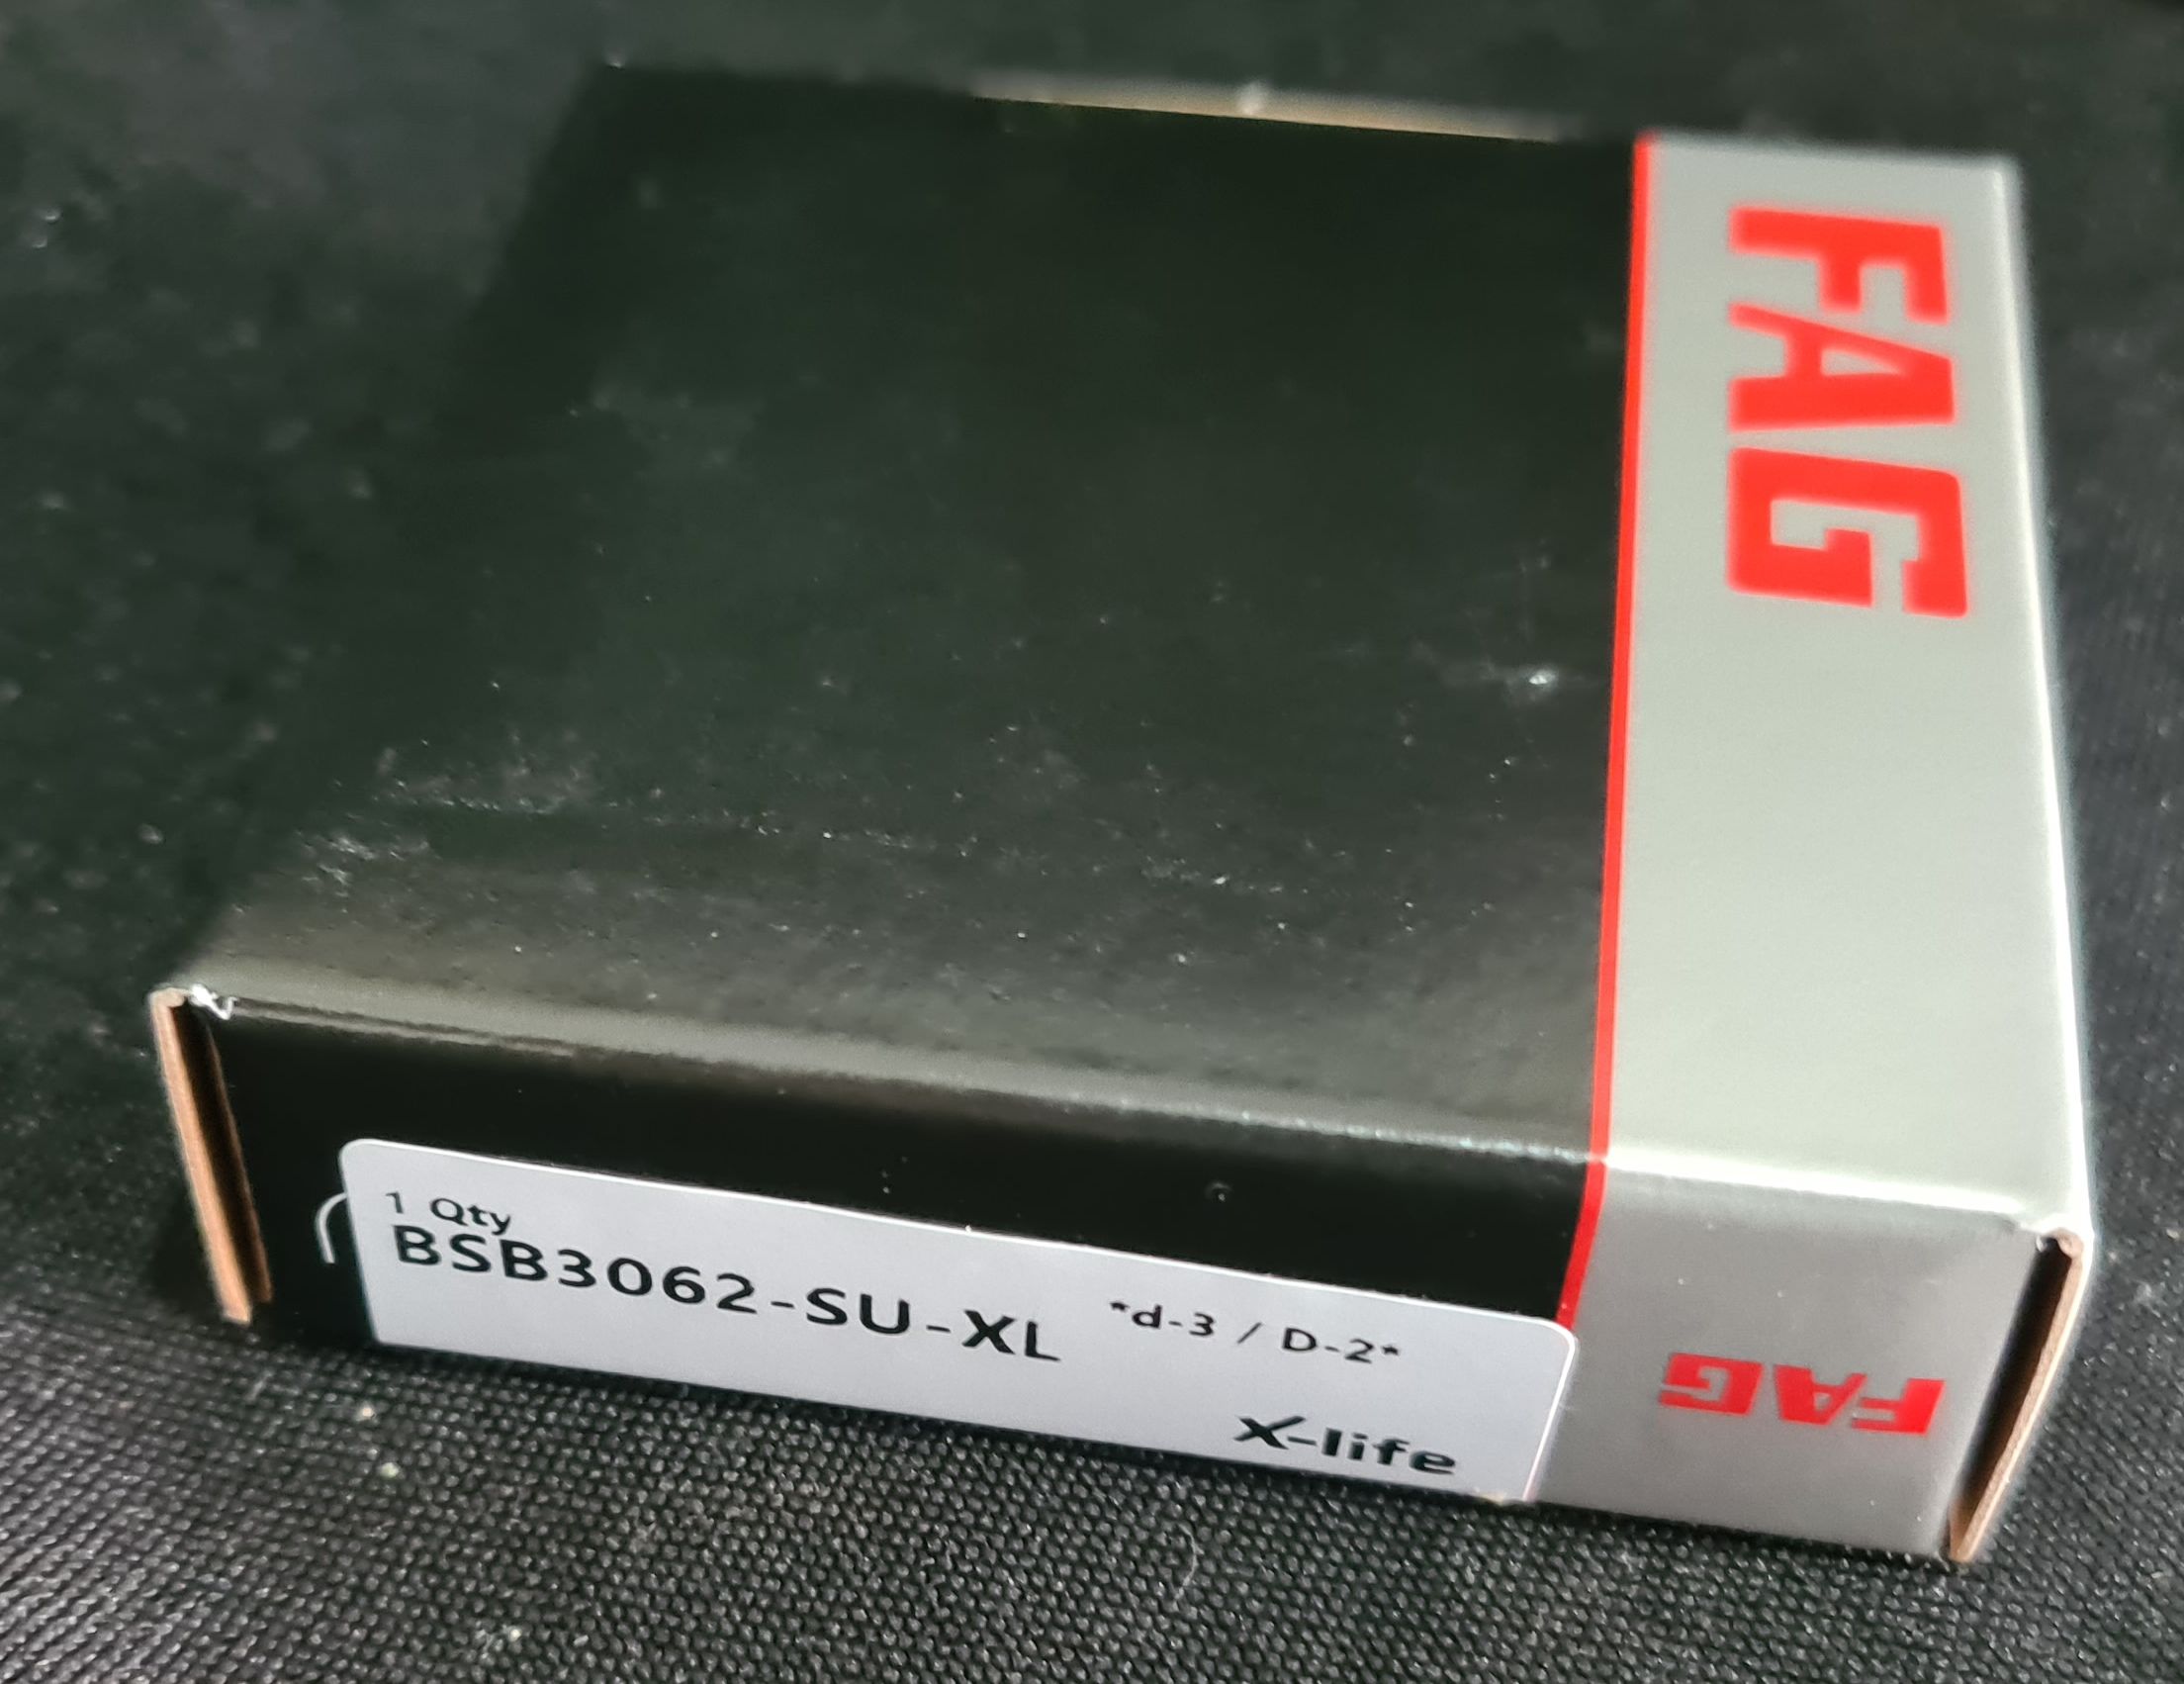 FAG
1 Qty
BSB3062-SU-XL *d-3 / D-2*
X-life
FAG